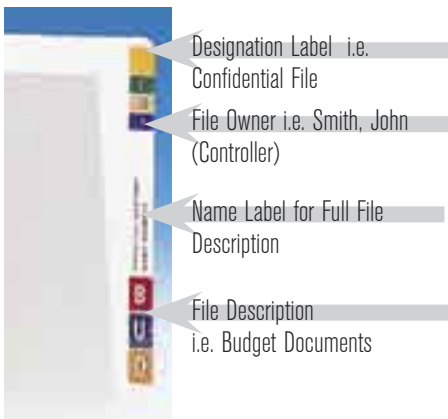 Designation Label i.e.
Confidential File
File Owner i.e. Smith, John
(Controller)
Name Label for Full File
Description
File Description
i.e. Budget Documents
8